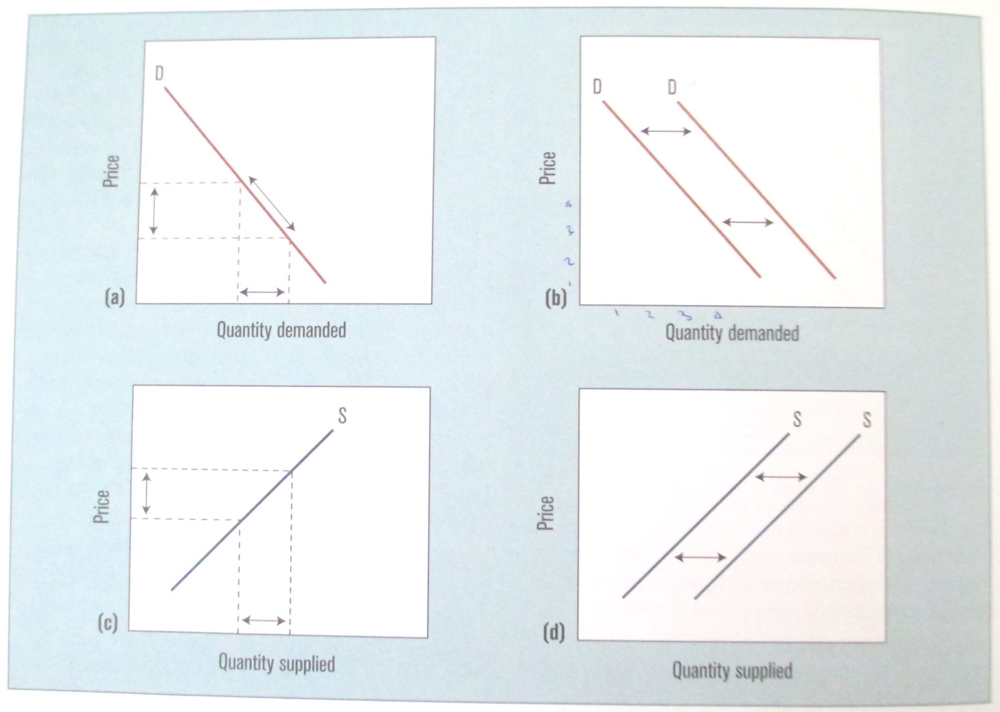 D
Price
(a)
Quantity demanded
D D
Price
4
3
2
1
(b)
1 2 3 4
Quantity demanded
S
Price
(c)
Quantity supplied
S S
Price
(d)
Quantity supplied